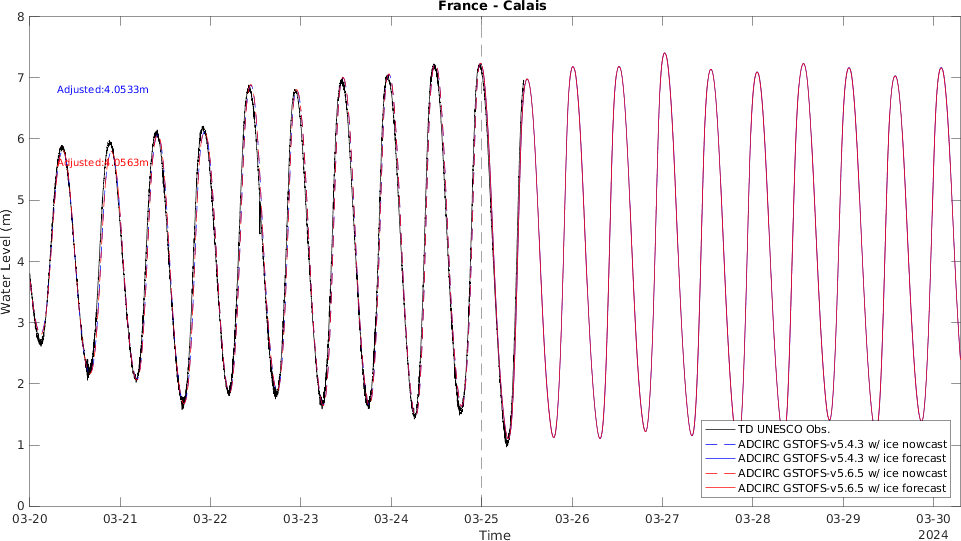 France - Calais
8
7
6
5
4
3
2
1
0
Water Level (m)
Adjusted:4.0533m
Adjusted:4.0563m
TD UNESCO Obs.
ADCIRC GSTOFS-v5.4.3 w/ ice nowcast
ADCIRC GSTOFS-v5.4.3 w/ ice forecast
ADCIRC GSTOFS-v5.6.5 w/ ice nowcast
ADCIRC GSTOFS-v5.6.5 w/ ice forecast
03-20 03-21 03-22 03-23 03-24 03-25 03-26 03-27 03-28 03-29 03-30
2024
Time